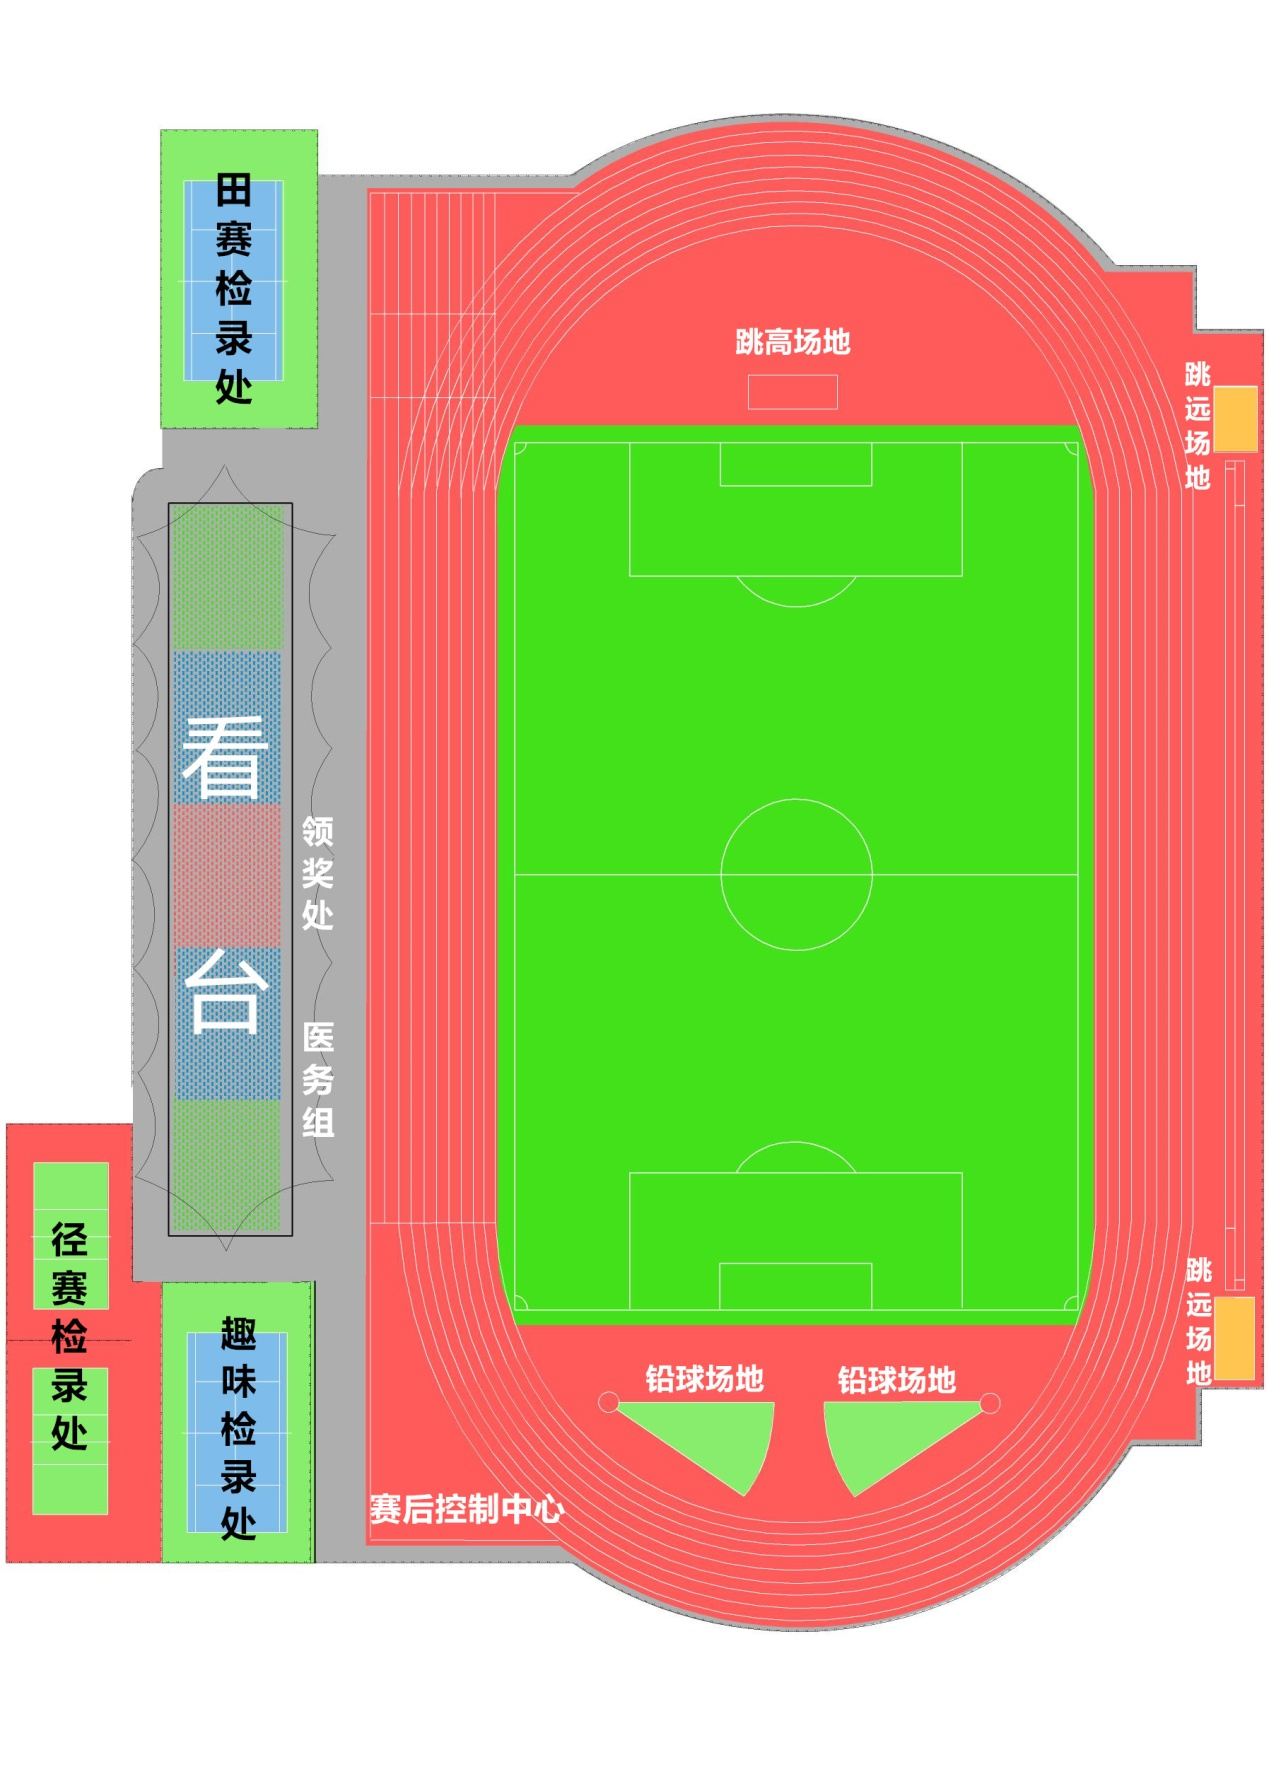 田赛检录处
跳高场地
跳远场地
看台
领奖处
医务组
径赛检录处
趣味检录处
跳远场地
铅球场地
铅球场地
赛后控制中心